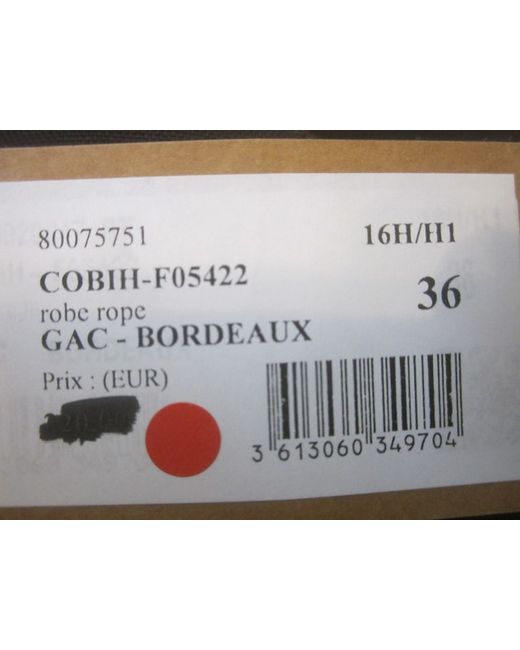 80075751 16H/H1
COBIH-F05422 36
robe rope
GAC - BORDEAUX
Prix : (EUR)
3 613060 349704